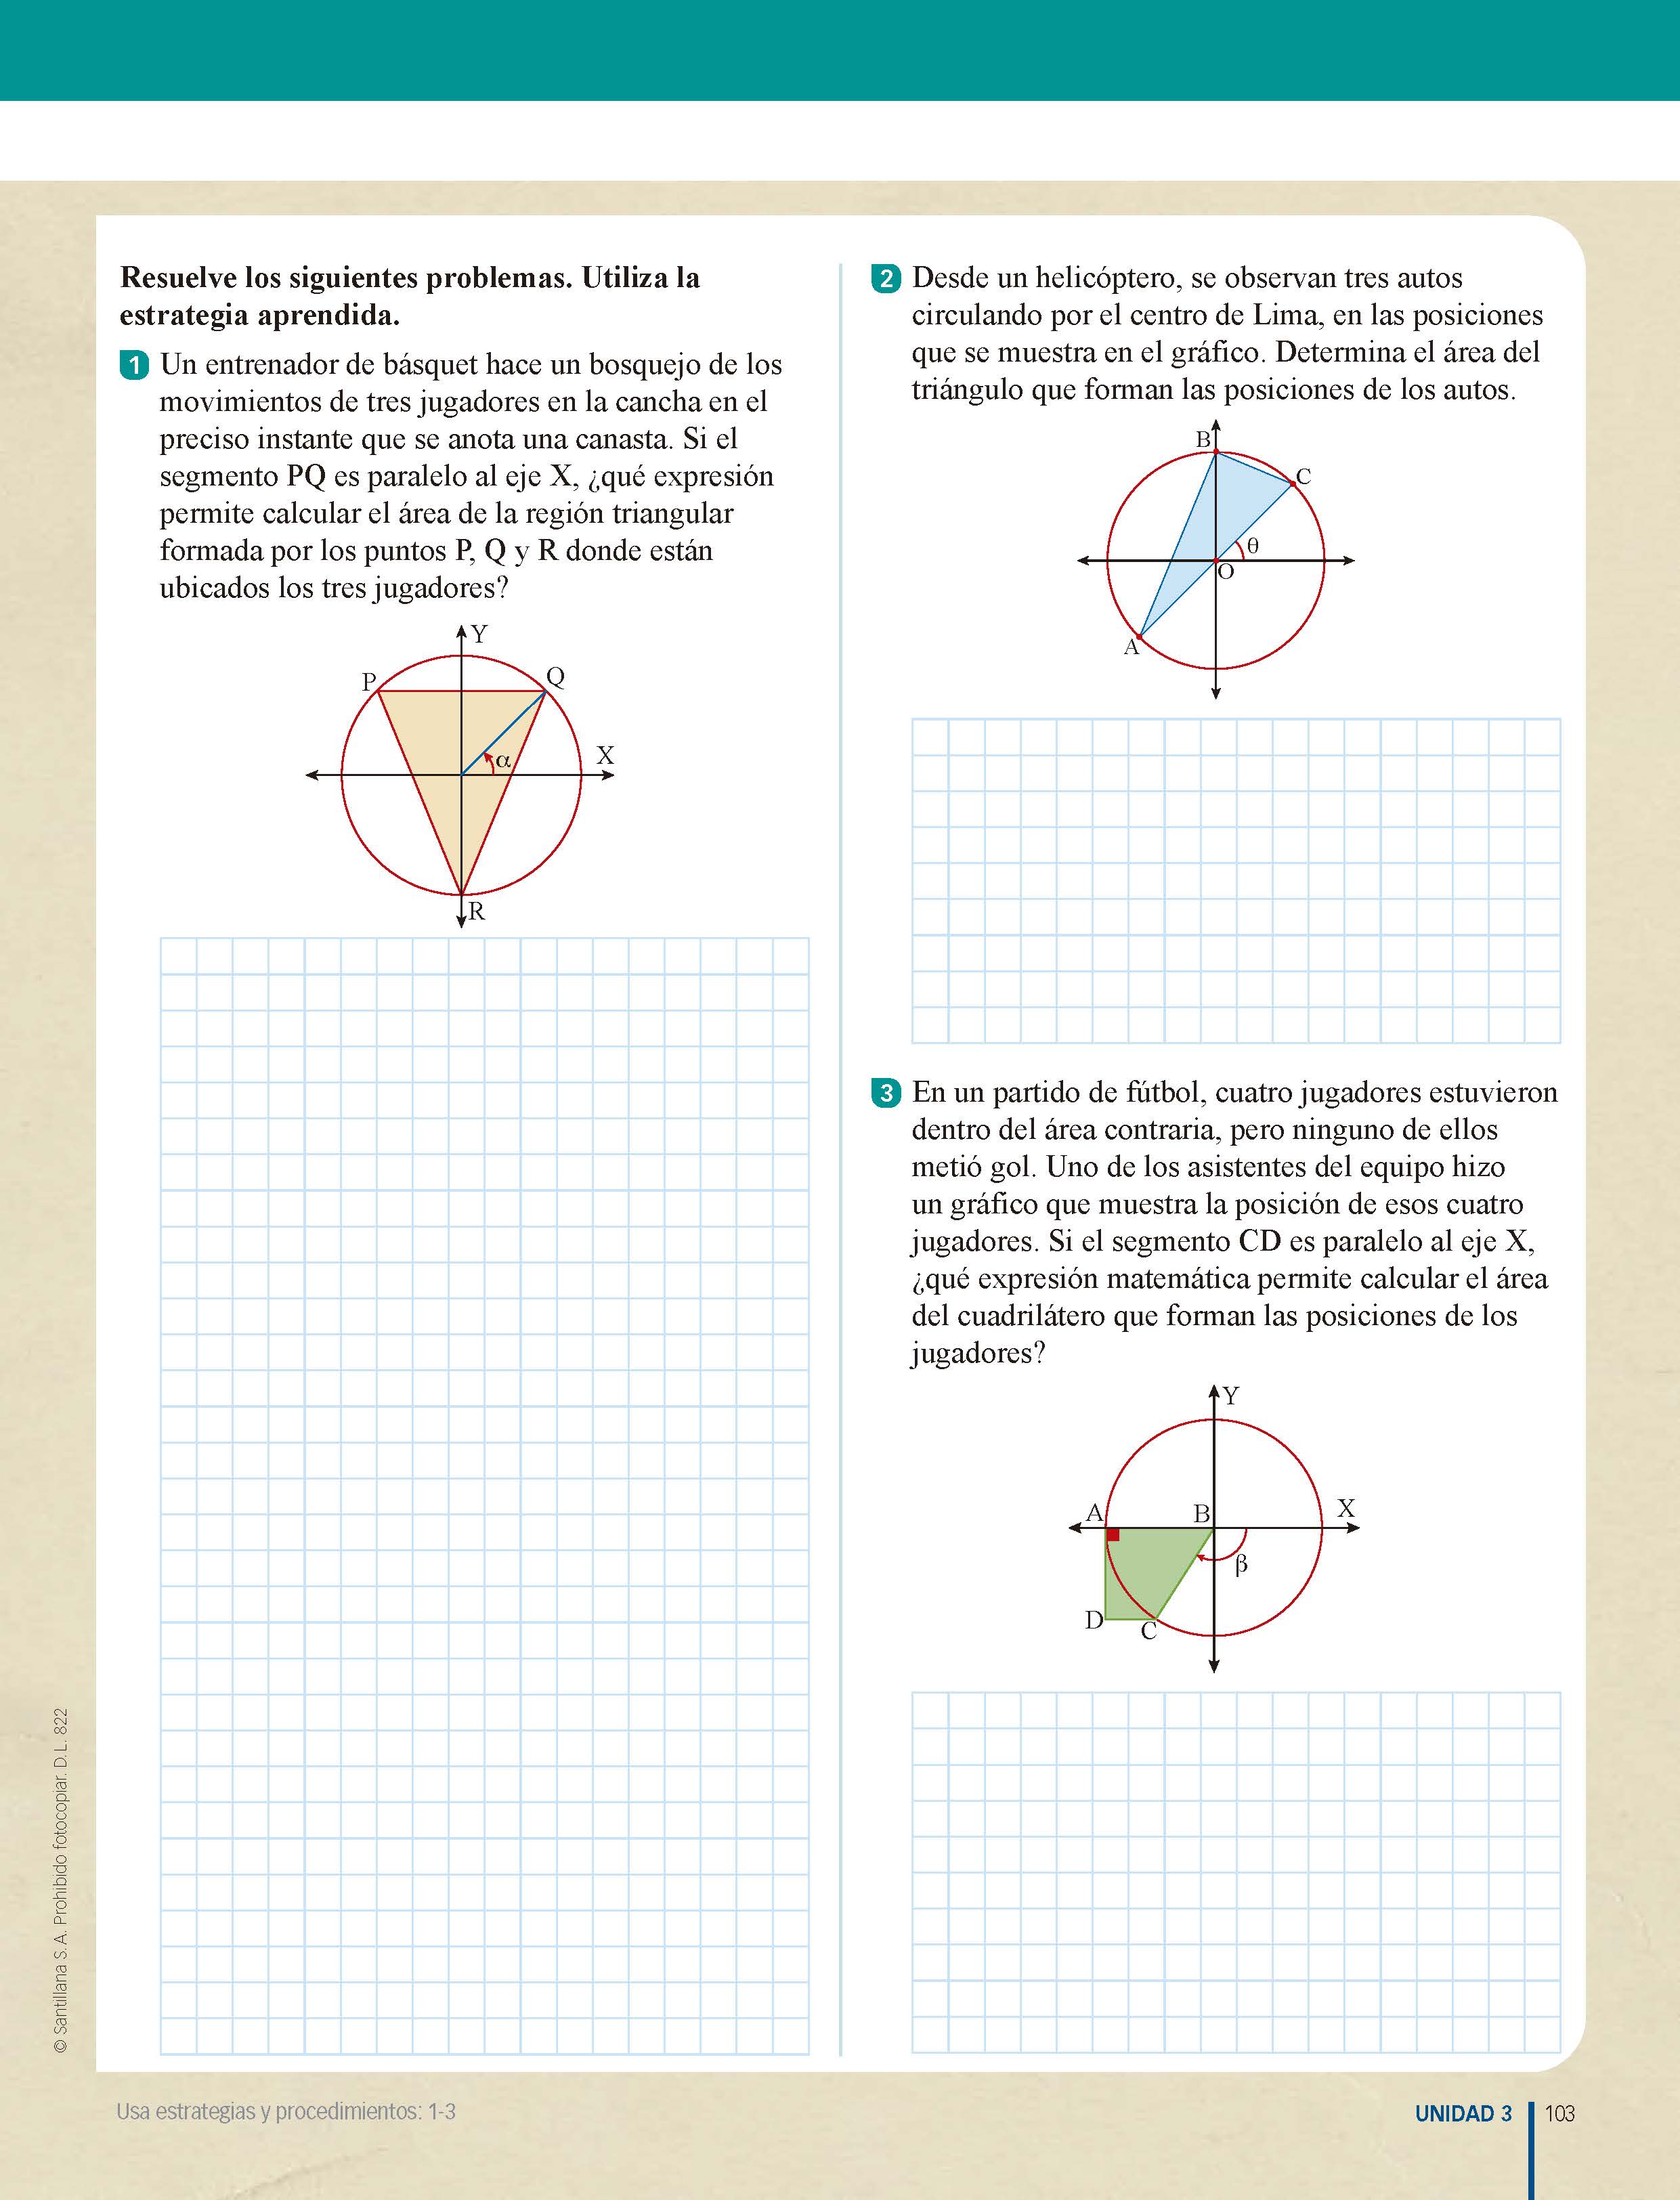 Resuelve los siguientes problemas. Utiliza la
estrategia aprendida.
1 Un entrenador de básquet hace un bosquejo de los
movimientos de tres jugadores en la cancha en el
preciso instante que se anota una canasta. Si el
segmento PQ es paralelo al eje X, ¿qué expresión
permite calcular el área de la región triangular
formada por los puntos P, Q y R donde están
ubicados los tres jugadores?
Y
P
Q
X
α
R
2 Desde un helicóptero, se observan tres autos
circulando por el centro de Lima, en las posiciones
que se muestra en el gráfico. Determina el área del
triángulo que forman las posiciones de los autos.
B
C
θ
O
A
3 En un partido de fútbol, cuatro jugadores estuvieron
dentro del área contraria, pero ninguno de ellos
metió gol. Uno de los asistentes del equipo hizo
un gráfico que muestra la posición de esos cuatro
jugadores. Si el segmento CD es paralelo al eje X,
¿qué expresión matemática permite calcular el área
del cuadrilátero que forman las posiciones de los
jugadores?
Y
A
B
X
β
D
C
© Santillana S. A. Prohibido fotocopiar. D. L. 822
Usa estrategias y procedimientos: 1-3
UNIDAD 3 103